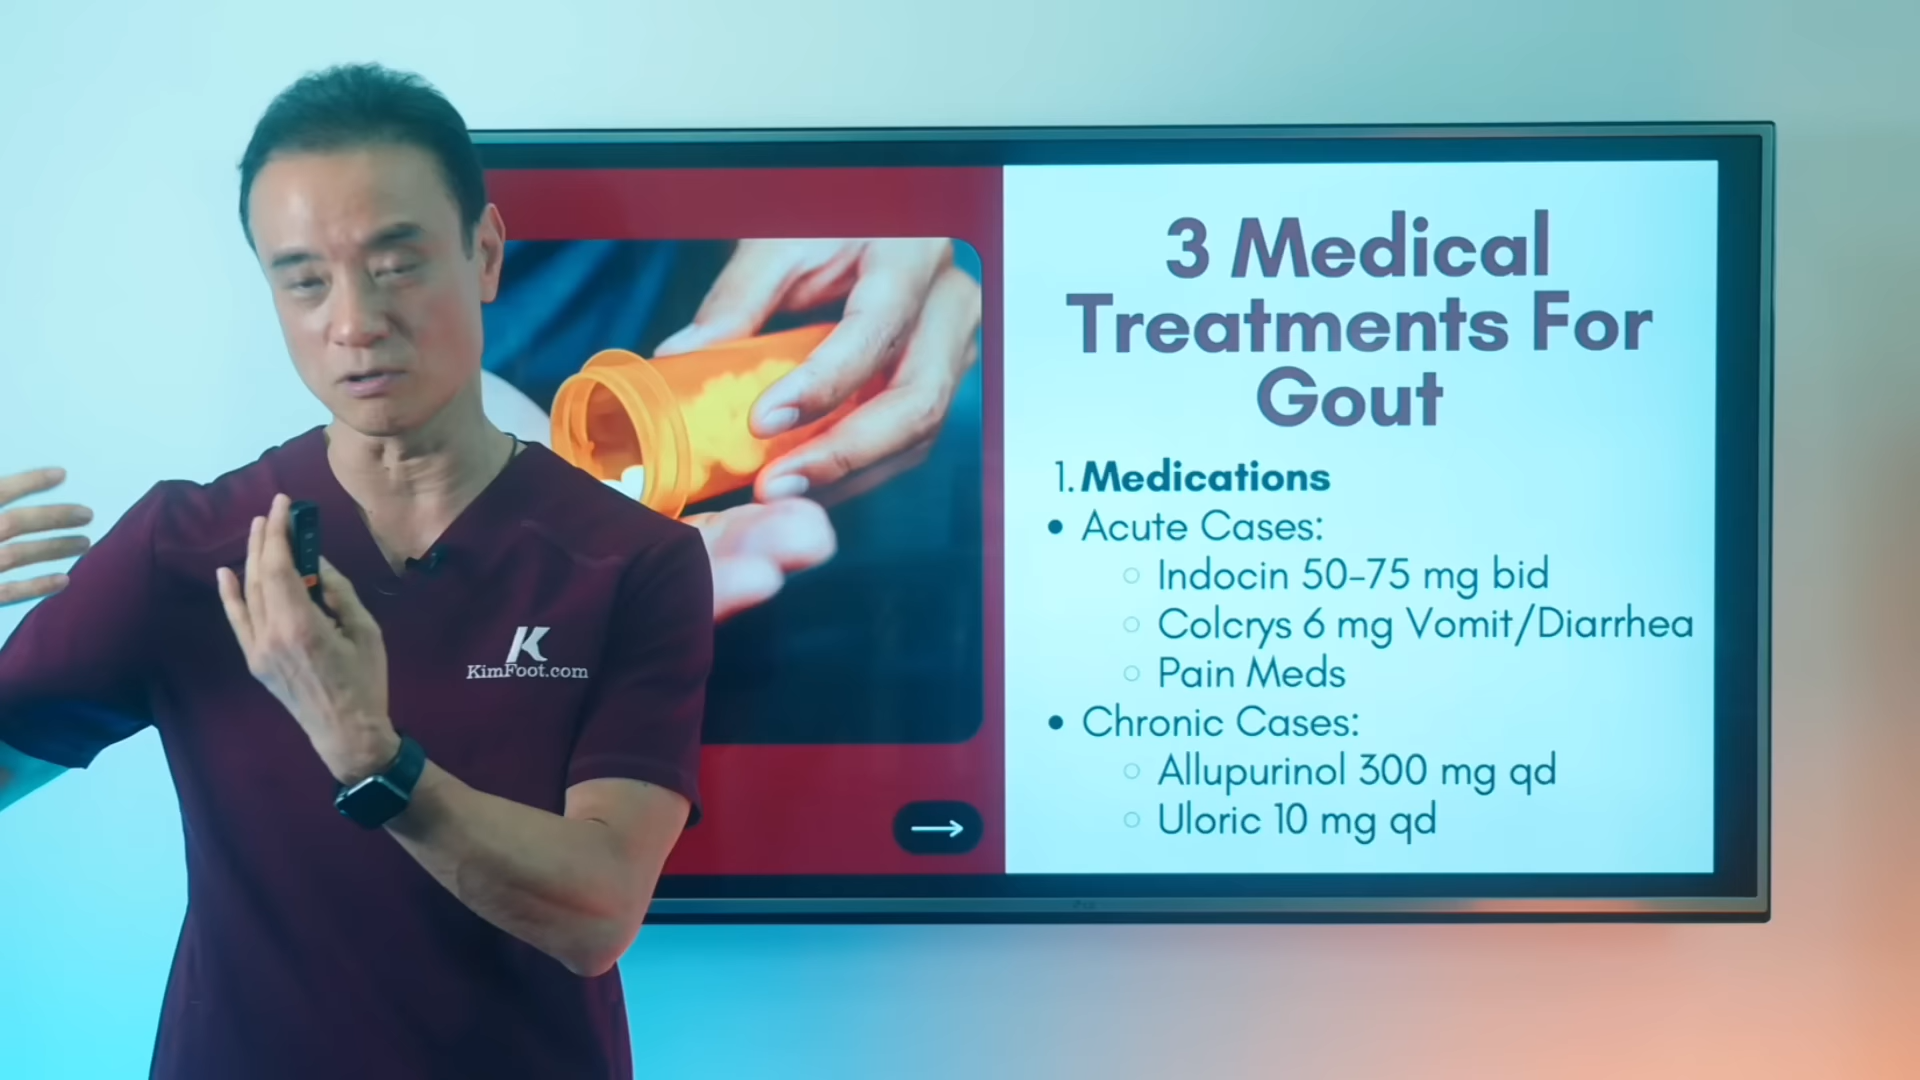 3 Medical
Treatments For
Gout
1. Medications
• Acute Cases:
○ Indocin 50-75 mg bid
○ Colcrys 6 mg Vomit/Diarrhea
○ Pain Meds
• Chronic Cases:
○ Allupurinol 300 mg qd
○ Uloric 10 mg qd
K
KimFoot.com